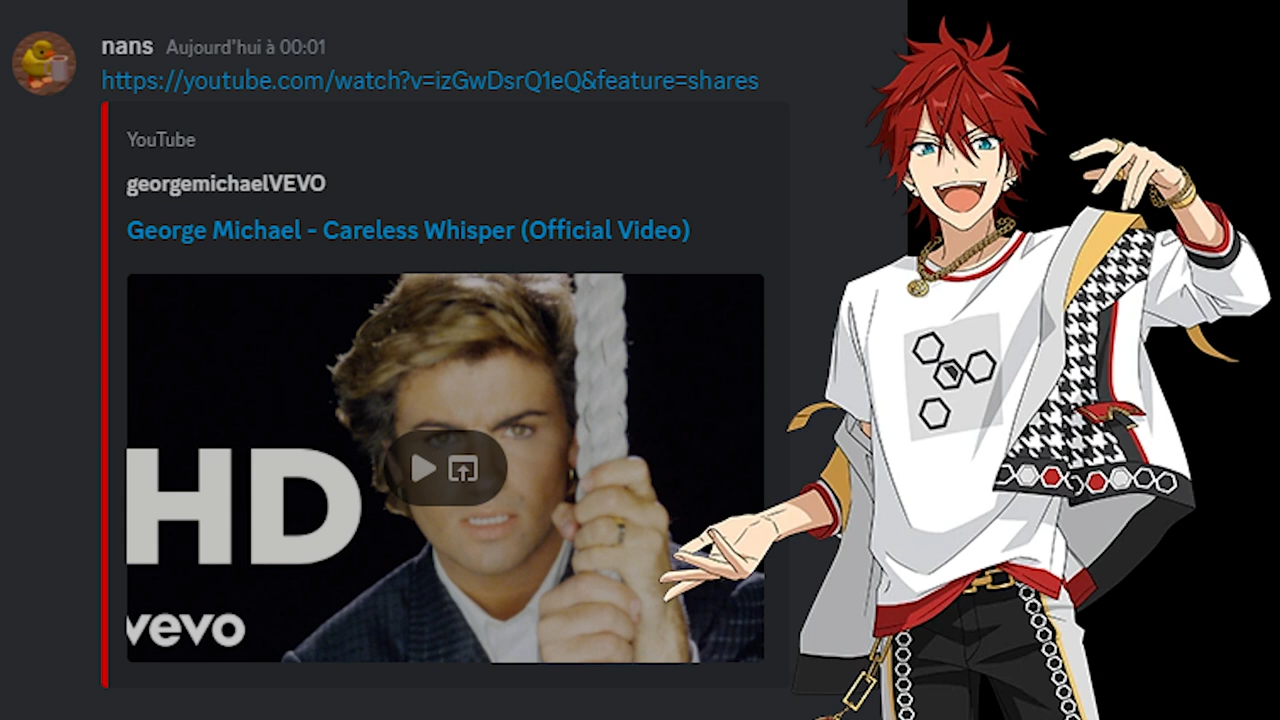 nans Aujourd'hui à 00:01
https://youtube.com/watch?v=izGwDsrQ1eQ&feature=shares
YouTube
georgemichaelVEVO
George Michael - Careless Whisper (Official Video)
HD
vevo